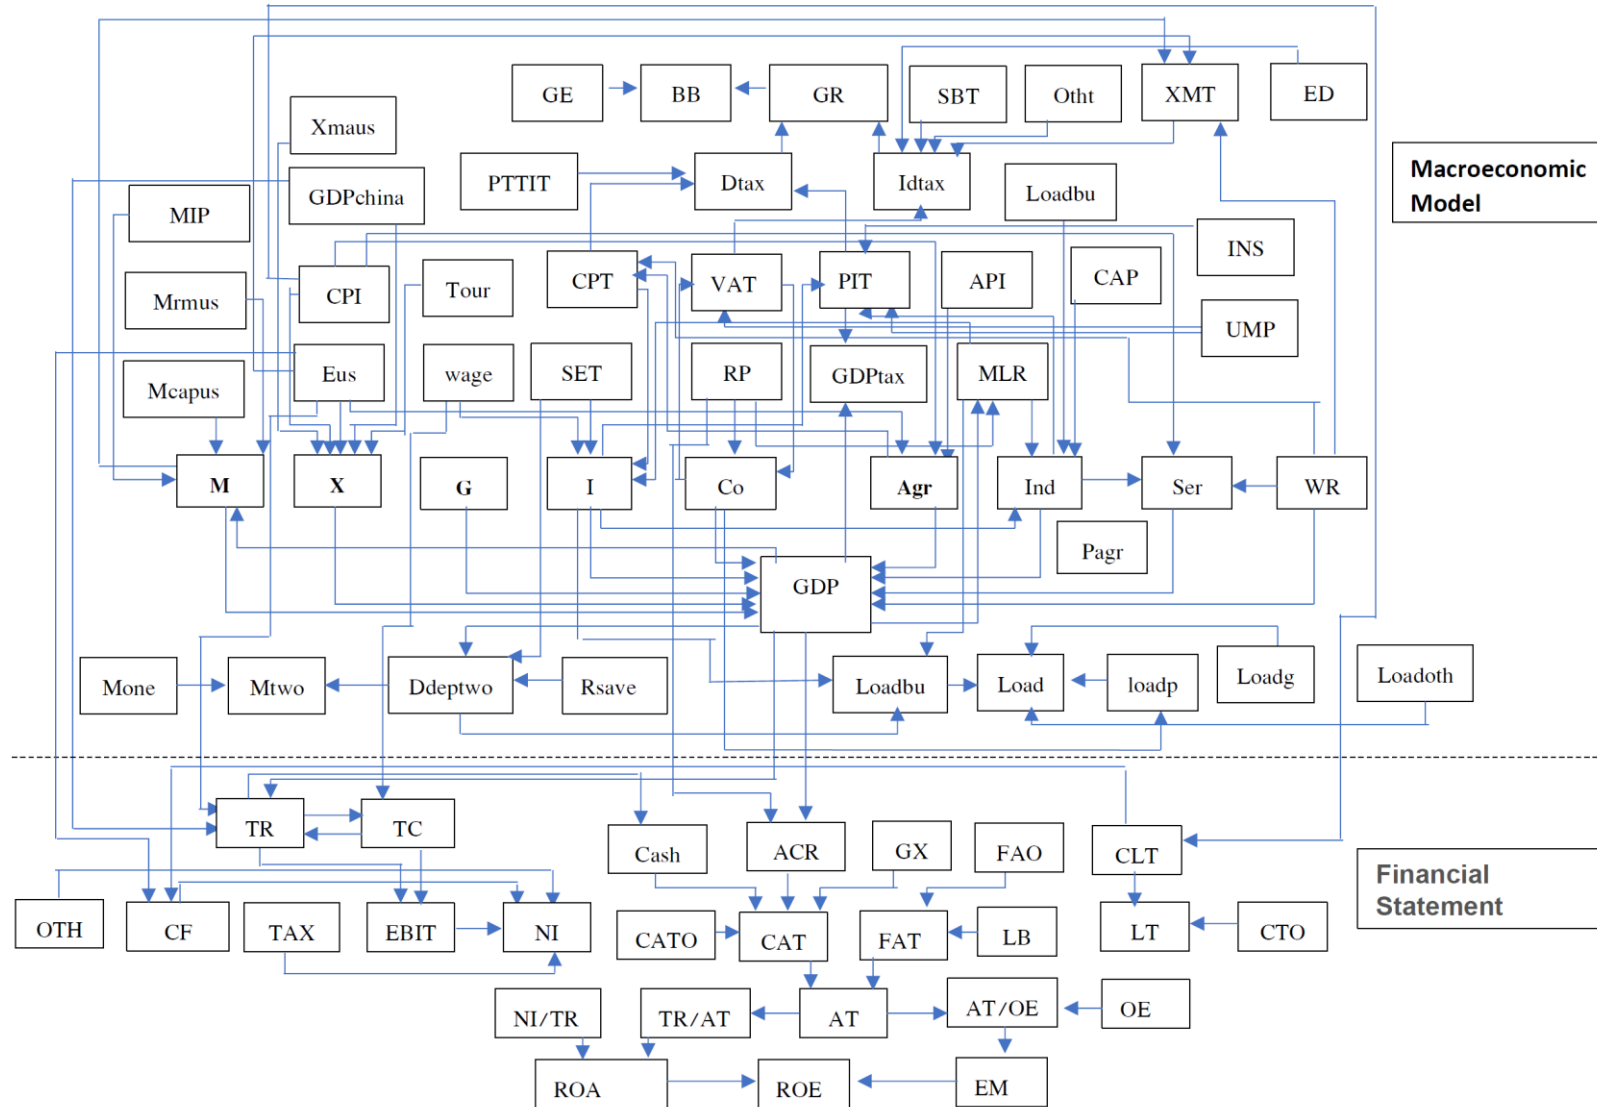 GE
BB
GR
SBT
Otht
XMT
ED
Xmaus
PTTIT
Dtax
Idtax
Loadbu
Macroeconomic
Model
MIP
GDPchina
INS
Mrmus
CPI
Tour
CPT
VAT
PIT
API
CAP
UMP
Mcapus
Eus
wage
SET
RP
GDPtax
MLR
M
X
G
I
Co
Agr
Ind
Ser
WR
Pagr
GDP
Mone
Mtwo
Ddeptwo
Rsave
Loadbu
Load
loadp
Loadg
Loadoth
TR
TC
Cash
ACR
GX
FAO
CLT
Financial
Statement
OTH
CF
TAX
EBIT
NI
CATO
CAT
FAT
LB
LT
CTO
NI/TR
TR/AT
AT
AT/OE
OE
ROA
ROE
EM